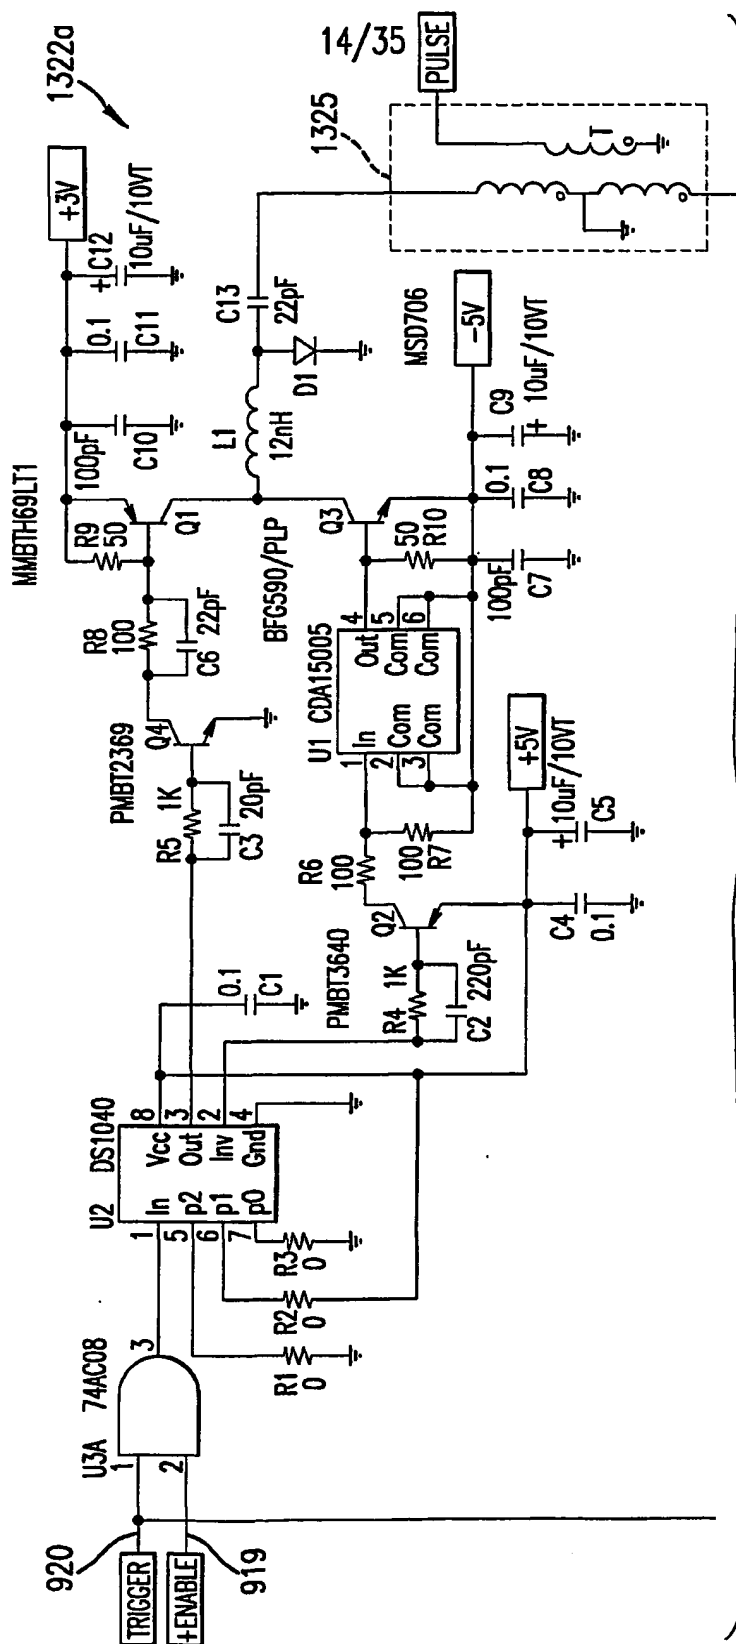 1322a
14/35
PULSE
1325
T
+3V
+
C12
10uF/10VT
0.1
C11
100pF
C10
MMBTH69LT1
R9
50
Q1
R8
100
22pF
C6
Q4
PMBT2369
R5
1K
20pF
C3
C13
22pF
D1
L1
12nH
MSD706
-5V
C9
10uF/10VT
+
0.1
C8
100pF
C7
BFG590/PLP
Q3
50
R10
U1 CDA15005
Out 4
Com 5
Com 6
1 In
2 Com
3 Com
R6
100
100
R7
Q2
PMBT3640
R4
1K
220pF
C2
+5V
+
10uF/10VT
C5
C4
0.1
0.1
C1
U2 DS1040
1 In
5 p2
6 p1
7 p0
Vcc 8
Out 3
Inv 2
Gnd 4
R3
0
R2
0
R1
0
U3A 74AC08
1
2
3
920
TRIGGER
+ENABLE
919